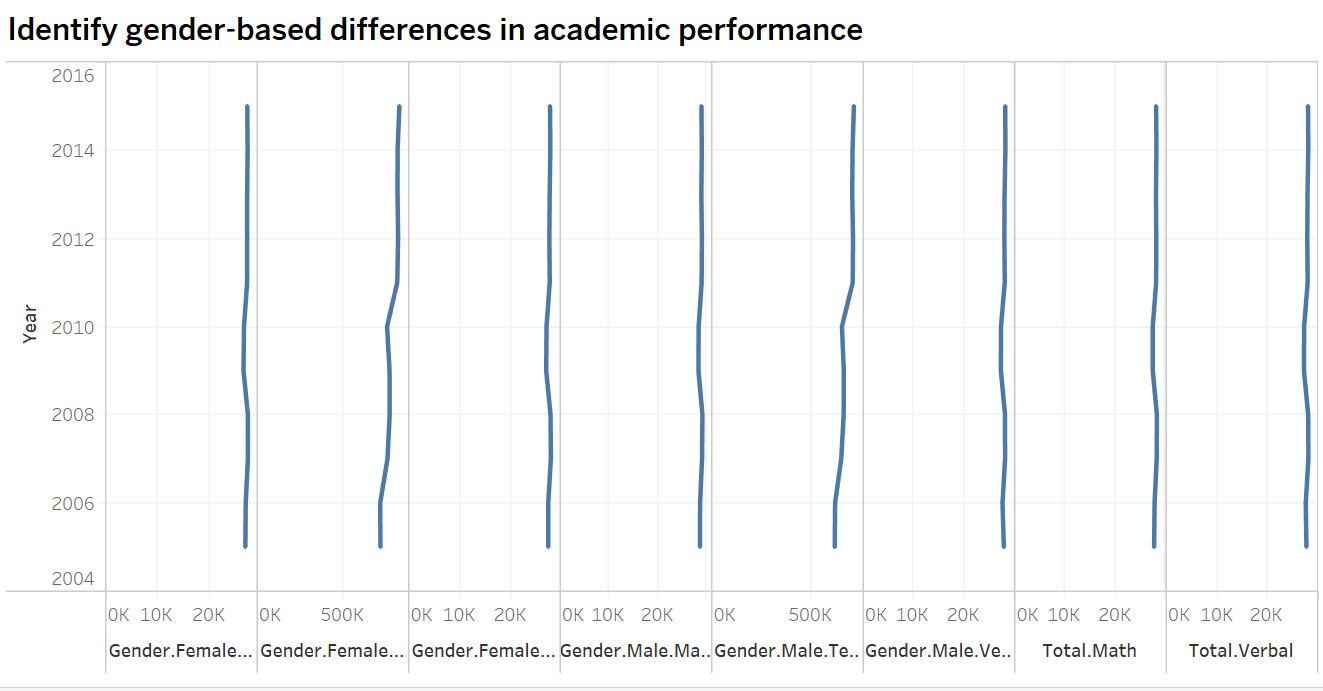 Identify gender-based differences in academic performance
2016
2014
2012
2010
2008
2006
2004
Year
0K 10K 20K 0K 500K 0K 10K 20K 0K 10K 20K 0K 500K 0K 10K 20K 0K 10K 20K 0K 10K 20K
Gender.Female... Gender.Female... Gender.Female... Gender.Male.Ma.. Gender.Male.Te.. Gender.Male.Ve.. Total.Math Total.Verbal